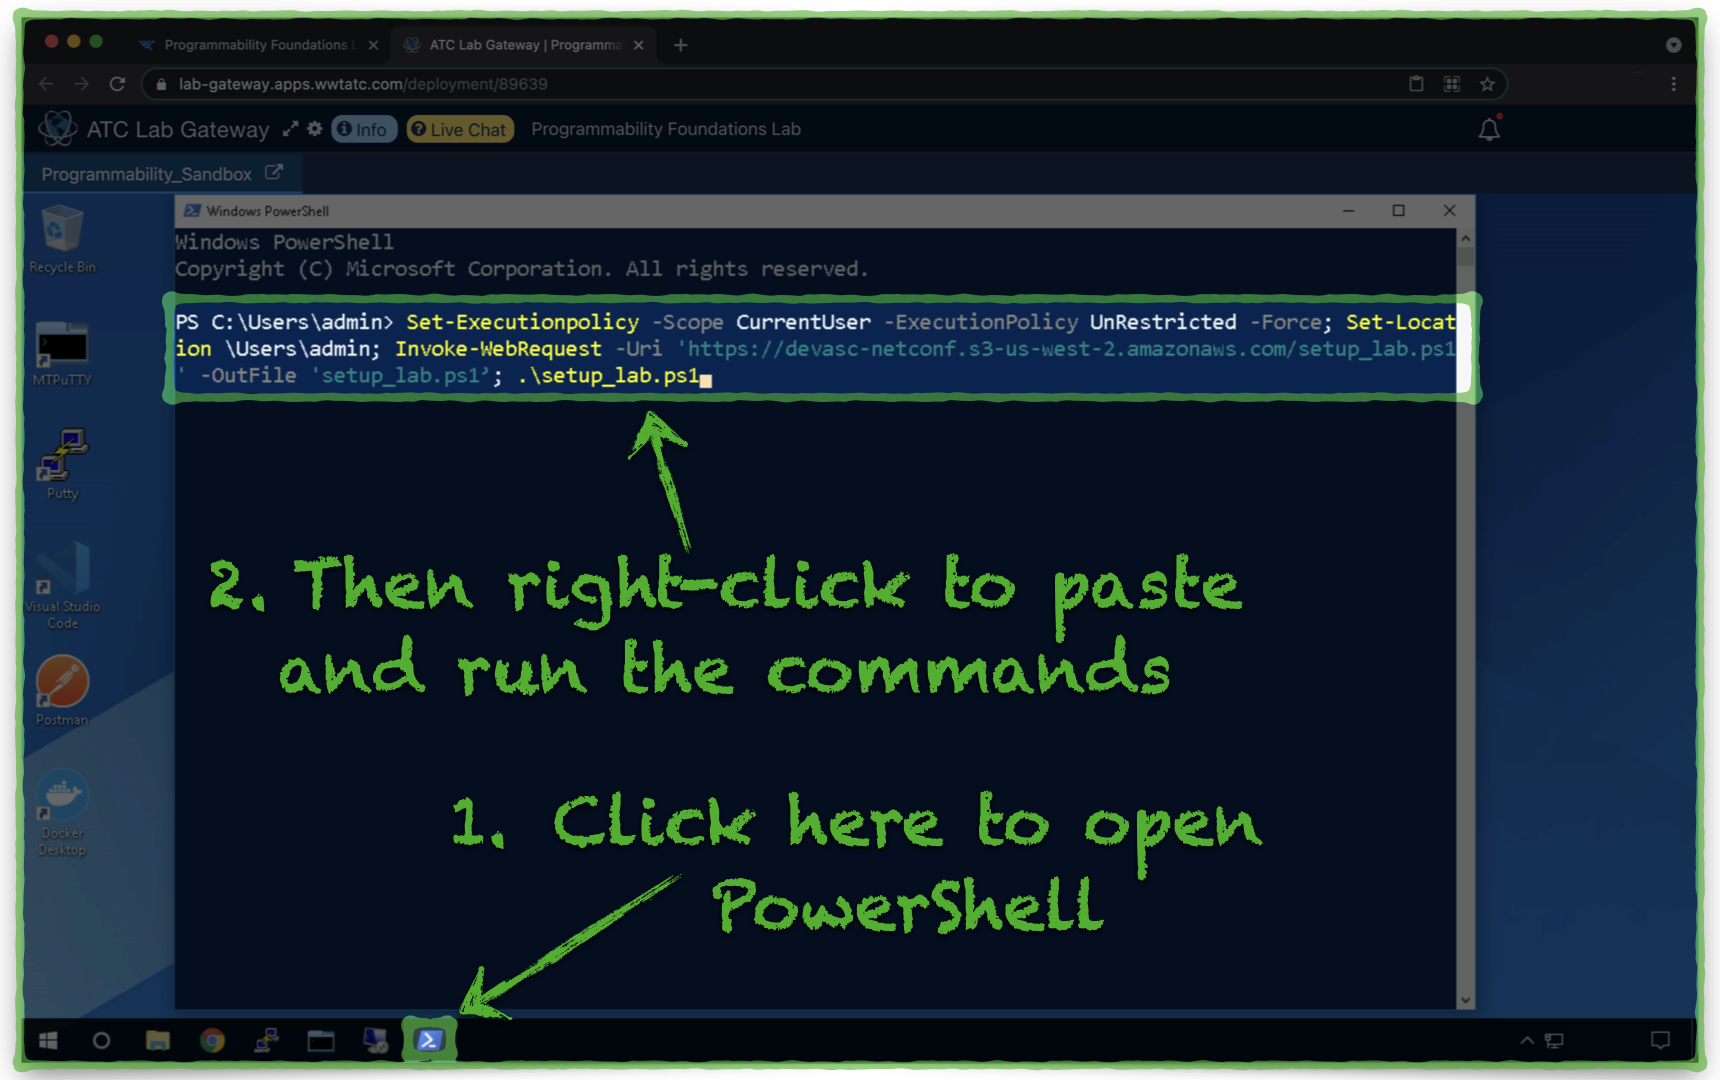 Programmability Foundations L
ATC Lab Gateway | Programma
lab-gateway.apps.wwtatc.com/deployment/89639
ATC Lab Gateway
Info
Live Chat
Programmability Foundations Lab
Programmability_Sandbox
Recycle Bin
MTPuTTY
Putty
Visual Studio
Code
Postman
Docker
Desktop
Windows PowerShell
Windows PowerShell
Copyright (C) Microsoft Corporation. All rights reserved.
PS C:\Users\admin> Set-Executionpolicy -Scope CurrentUser -ExecutionPolicy UnRestricted -Force; Set-Locat
ion \Users\admin; Invoke-WebRequest -Uri 'https://devasc-netconf.s3-us-west-2.amazonaws.com/setup_lab.ps1
' -OutFile 'setup_lab.ps1’; .\setup_lab.ps1
2. Then right-click to paste
and run the commands
1. Click here to open
PowerShell